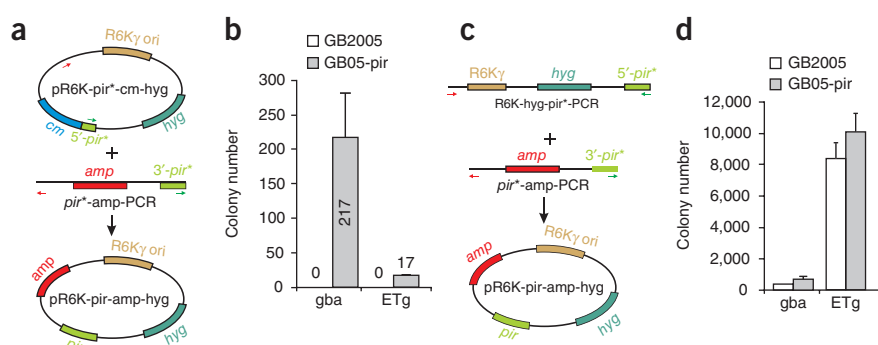 a
R6Kγ ori
pR6K-pir*-cm-hyg
cm
5′-pir*
hyg
+
amp
3′-pir*
pir*-amp-PCR
R6Kγ ori
amp
pR6K-pir-amp-hyg
hyg
b
GB2005
GB05-pir
Colony number
300
250
200
150
100
50
0
0
217
0
17
gba
ETg
c
R6Kγ
hyg
5′-pir*
R6K-hyg-pir*-PCR
+
amp
3′-pir*
pir*-amp-PCR
R6Kγ ori
amp
pR6K-pir-amp-hyg
pir
hyg
d
GB2005
GB05-pir
Colony number
12,000
10,000
8,000
6,000
4,000
2,000
0
gba
ETg